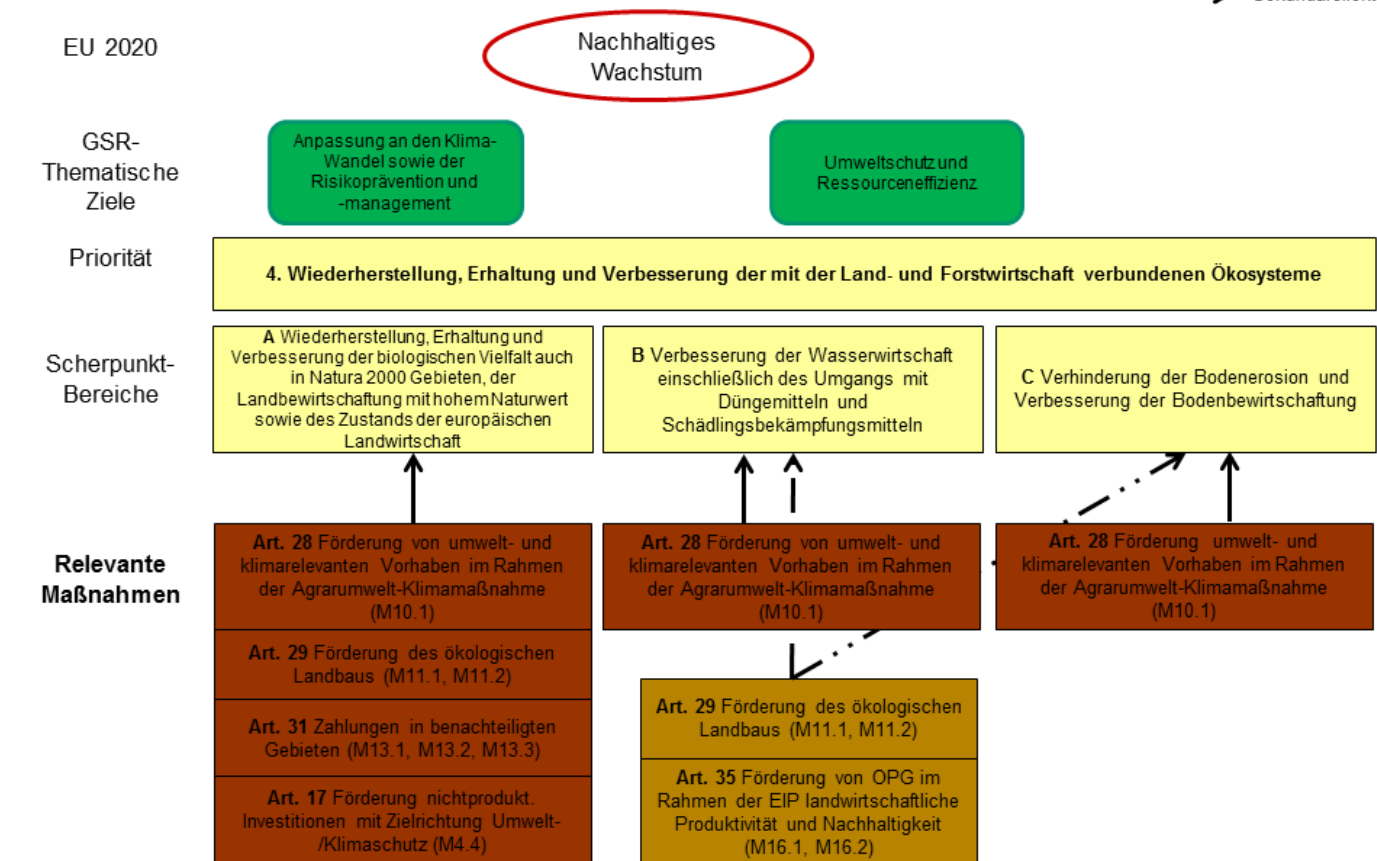 EU 2020
Nachhaltiges
Wachstum
GSR-
Thematische
Ziele
Anpassung an den Klima-
Wandel sowie der
Risikoprävention und
-management
Umweltschutz und
Ressourceneffizienz
Priorität
4. Wiederherstellung, Erhaltung und Verbesserung der mit der Land- und Forstwirtschaft verbundenen Ökosysteme
Scherpunkt-
Bereiche
A Wiederherstellung, Erhaltung und
Verbesserung der biologischen Vielfalt auch
in Natura 2000 Gebieten, der
Landbewirtschaftung mit hohem Naturwert
sowie des Zustands der europäischen
Landwirtschaft
B Verbesserung der Wasserwirtschaft
einschließlich des Umgangs mit
Düngemitteln und
Schädlingsbekämpfungsmitteln
C Verhinderung der Bodenerosion und
Verbesserung der Bodenbewirtschaftung
Relevante
Maßnahmen
Art. 28 Förderung von umwelt- und
klimarelevanten Vorhaben im Rahmen
der Agrarumwelt-Klimamaßnahme
(M10.1)
Art. 29 Förderung des ökologischen
Landbaus (M11.1, M11.2)
Art. 31 Zahlungen in benachteiligten
Gebieten (M13.1, M13.2, M13.3)
Art. 17 Förderung nichtprodukt.
Investitionen mit Zielrichtung Umwelt-
/Klimaschutz (M4.4)
Art. 28 Förderung von umwelt- und
klimarelevanten Vorhaben im Rahmen
der Agrarumwelt-Klimamaßnahme
(M10.1)
Art. 29 Förderung des ökologischen
Landbaus (M11.1, M11.2)
Art. 35 Förderung von OPG im
Rahmen der EIP landwirtschaftliche
Produktivität und Nachhaltigkeit
(M16.1, M16.2)
Art. 28 Förderung umwelt- und
klimarelevanten Vorhaben im Rahmen
der Agrarumwelt-Klimamaßnahme
(M10.1)